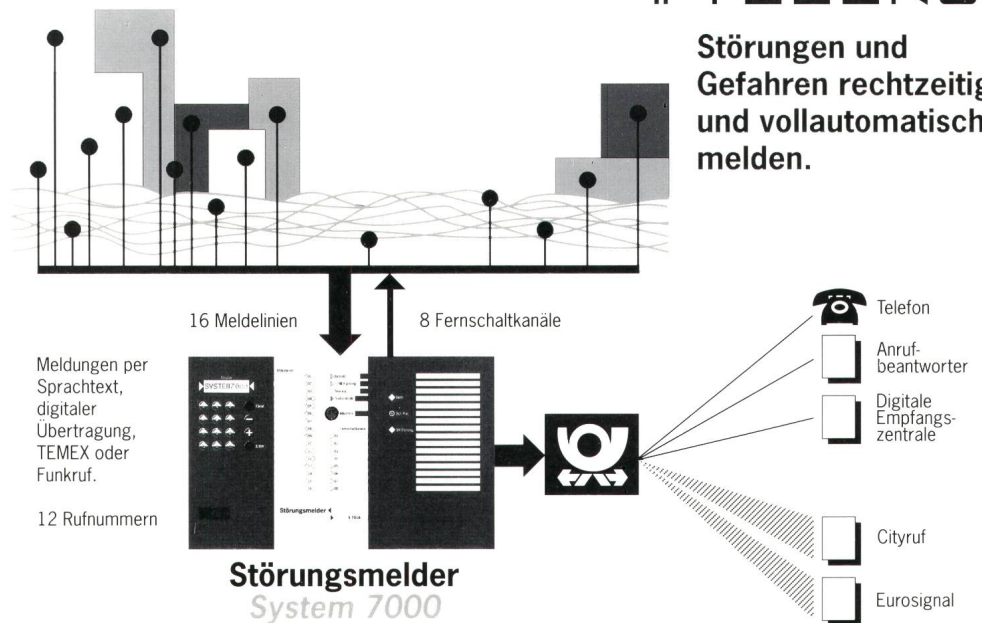 Störungen und
Gefahren rechtzeitig
und vollautomatisch
melden.
16 Meldelinien
8 Fernschaltkanäle
Meldungen per
Sprachtext,
digitaler
Übertragung,
TEMEX oder
Funkruf.
12 Rufnummern
Störungsmelder
Störungsmelder
System 7000
Telefon
Anruf-
beantworter
Digitale
Empfangs-
zentrale
Cityruf
Eurosignal